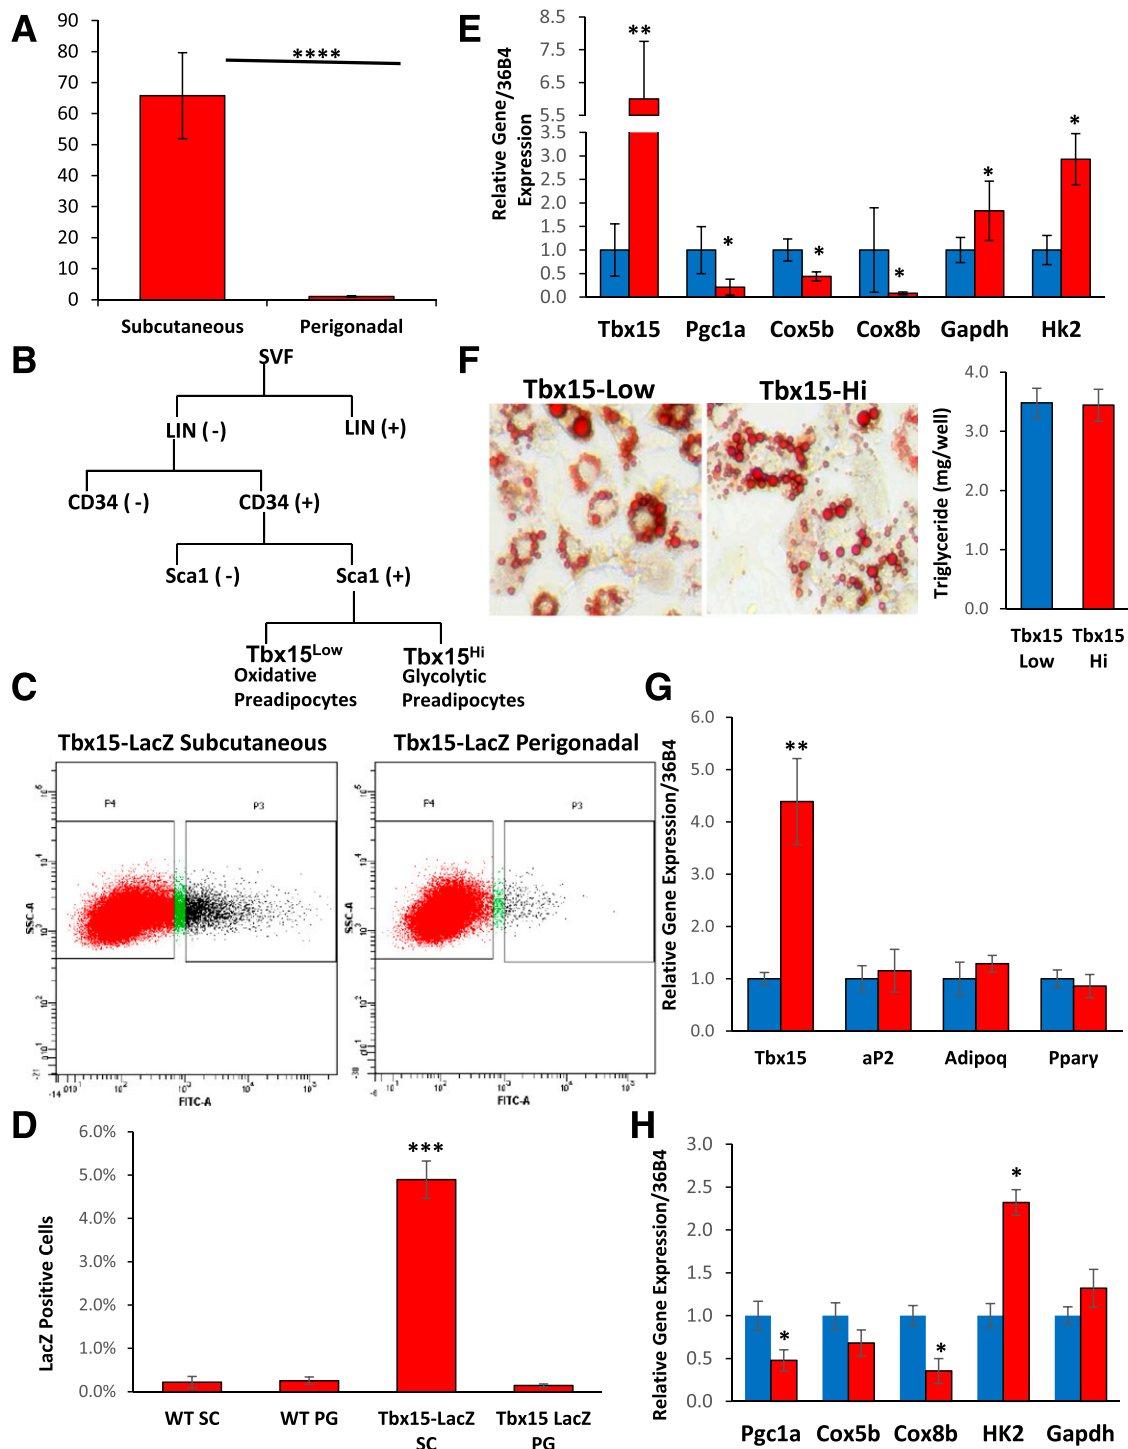 A
90
80
70
60
50
40
30
20
10
0
****
Subcutaneous
Perigonadal
B
SVF
LIN (-)
LIN (+)
CD34 (-)
CD34 (+)
Sca1 (-)
Sca1 (+)
Tbx15Low
Oxidative
Preadipocytes
Tbx15Hi
Glycolytic
Preadipocytes
C
Tbx15-LacZ Subcutaneous
P4
P3
SSC-A
FITC-A
Tbx15-LacZ Perigonadal
P4
P3
SSC-A
FITC-A
D
LacZ Positive Cells
6.0%
5.0%
4.0%
3.0%
2.0%
1.0%
0.0%
***
WT SC
WT PG
Tbx15-LacZ
SC
Tbx15 LacZ
PG
E
Relative Gene/36B4
Expression
8.5
7.5
6.5
5.5
3.5
3.0
2.5
2.0
1.5
1.0
0.5
0.0
**
*
*
*
*
*
Tbx15
Pgc1a
Cox5b
Cox8b
Gapdh
Hk2
F
Tbx15-Low
Tbx15-Hi
Triglyceride (mg/well)
4.0
3.0
2.0
1.0
0.0
Tbx15
Low
Tbx15
Hi
G
Relative Gene Expression/36B4
6.0
5.0
4.0
3.0
2.0
1.0
0.0
**
Tbx15
aP2
Adipoq
Pparγ
H
Relative Gene Expression/36B4
3.0
2.5
2.0
1.5
1.0
0.5
0.0
*
*
*
Pgc1a
Cox5b
Cox8b
HK2
Gapdh